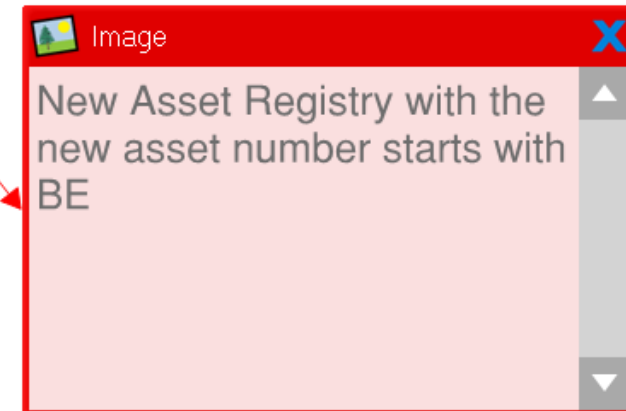 Image
New Asset Registry with the
new asset number starts with
BE